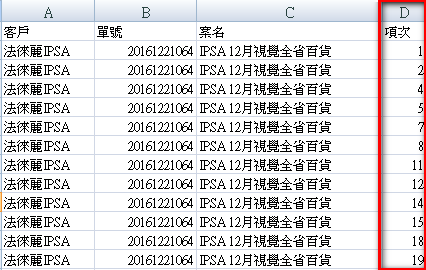 A B C D
客戶 單號 案名 項次
法徠麗IPSA 20161221064 IPSA 12月視覺全省百貨 1
法徠麗IPSA 20161221064 IPSA 12月視覺全省百貨 2
法徠麗IPSA 20161221064 IPSA 12月視覺全省百貨 4
法徠麗IPSA 20161221064 IPSA 12月視覺全省百貨 5
法徠麗IPSA 20161221064 IPSA 12月視覺全省百貨 7
法徠麗IPSA 20161221064 IPSA 12月視覺全省百貨 8
法徠麗IPSA 20161221064 IPSA 12月視覺全省百貨 11
法徠麗IPSA 20161221064 IPSA 12月視覺全省百貨 12
法徠麗IPSA 20161221064 IPSA 12月視覺全省百貨 14
法徠麗IPSA 20161221064 IPSA 12月視覺全省百貨 15
法徠麗IPSA 20161221064 IPSA 12月視覺全省百貨 18
法徠麗IPSA 20161221064 IPSA 12月視覺全省百貨 19